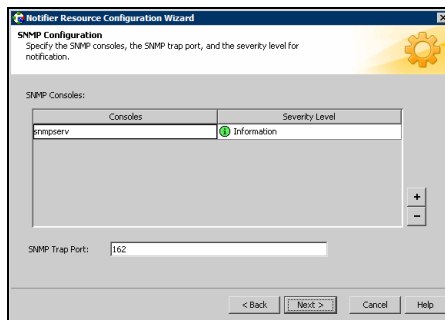 Notifier Resource Configuration Wizard
SNMP Configuration
Specify the SNMP consoles, the SNMP trap port, and the severity level for
notification.
SNMP Consoles:
Consoles Severity Level
snmpserv Information
+
-
SNMP Trap Port: 162
< Back Next > Cancel Help